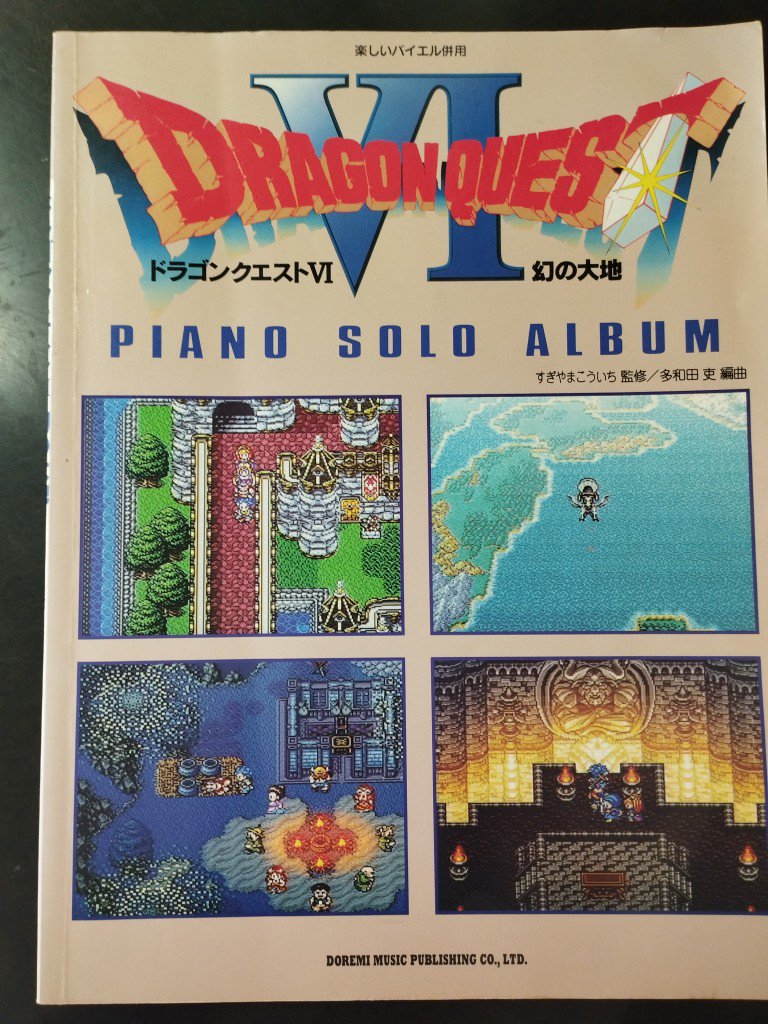 楽しいバイエル併用
VI
DRAGON QUEST
ドラゴンクエストVI 幻の大地
PIANO SOLO ALBUM
すぎやまこういち 監修／多和田 吏 編曲
DOREMI MUSIC PUBLISHING CO., LTD.